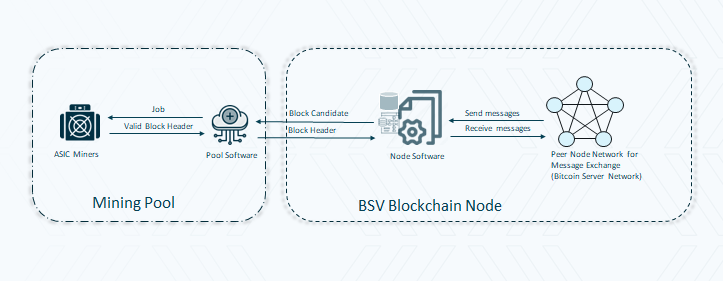 Job
Valid Block Header
ASIC Miners
Pool Software
Mining Pool
Block Candidate
Block Header
Node Software
Send messages
Receive messages
Peer Node Network for
Message Exchange
(Bitcoin Server Network)
BSV Blockchain Node